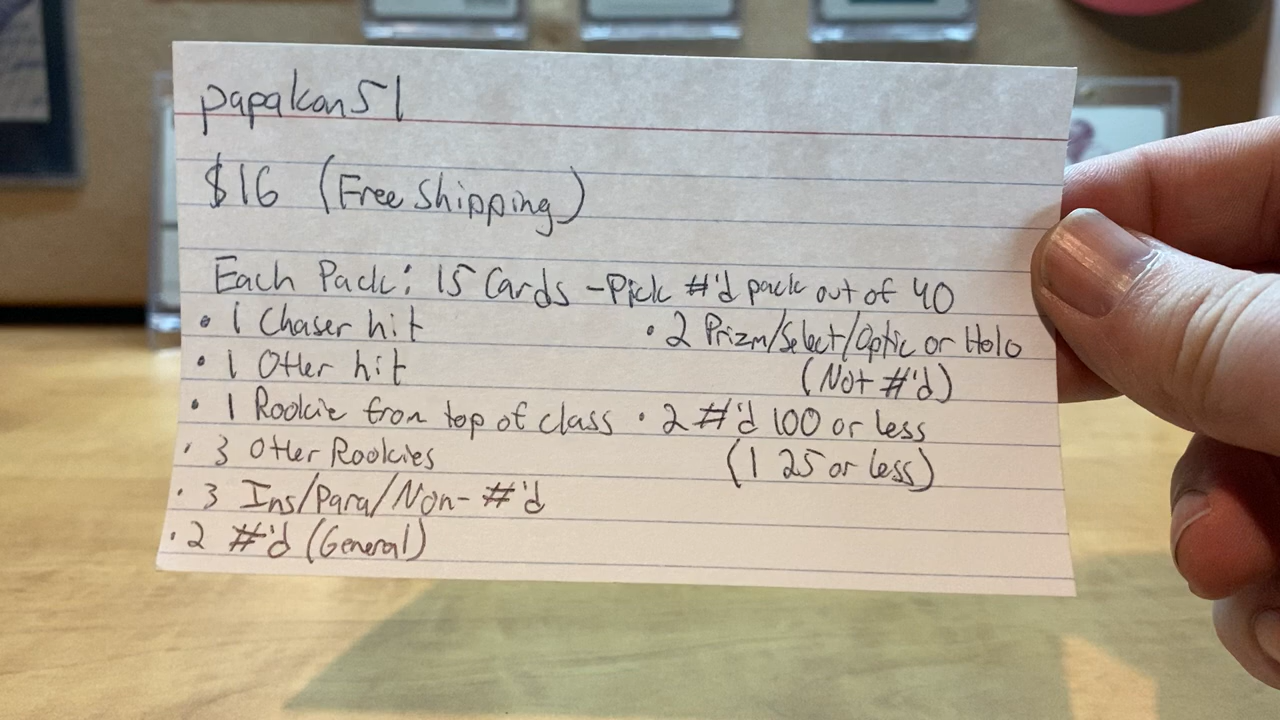 papakon51
$16 (Free Shipping)
Each Pack: 15 Cards - Pick #'d pack out of 40
• 1 Chaser hit
• 1 Other hit
• 1 Rookie from top of class
• 3 Other Rookies
• 3 Ins/Para/Non-#'d
• 2 #'d (General)
• 2 Prizm/Select/Optic or Holo
(Not #'d)
• 2 #'d 100 or less
(1 25 or less)